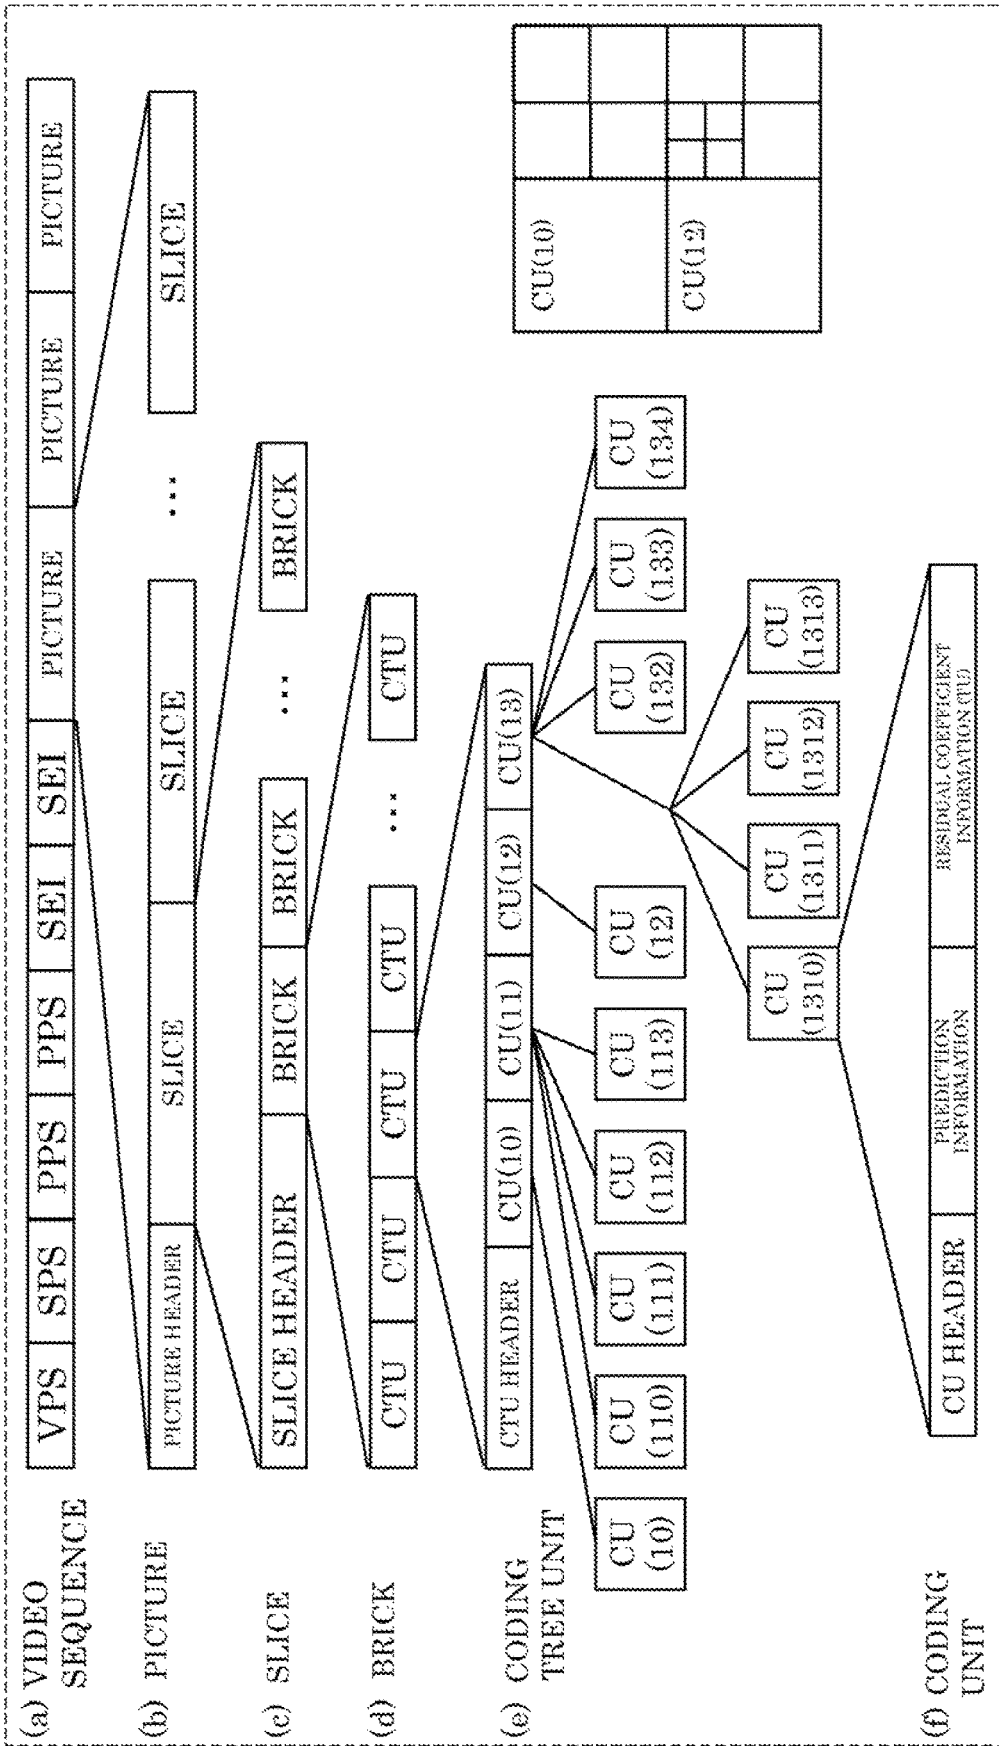 (a) VIDEO
SEQUENCE
VPS SPS PPS PPS SEI SEI PICTURE PICTURE PICTURE
(b) PICTURE
PICTURE HEADER SLICE SLICE ... SLICE
(c) SLICE
SLICE HEADER BRICK BRICK ... BRICK
(d) BRICK
CTU CTU CTU CTU ... CTU
(e) CODING
TREE UNIT
CTU HEADER CU(10) CU(11) CU(12) CU(13)
CU CU CU CU CU CU CU CU CU
(10) (110) (111) (112) (113) (12) (132) (133) (134)
CU(10)
CU(12)
CU CU CU CU
(1310) (1311) (1312) (1313)
(f) CODING
UNIT
CU HEADER
PREDICTION
INFORMATION
RESIDUAL COEFFICIENT
INFORMATION (TU)